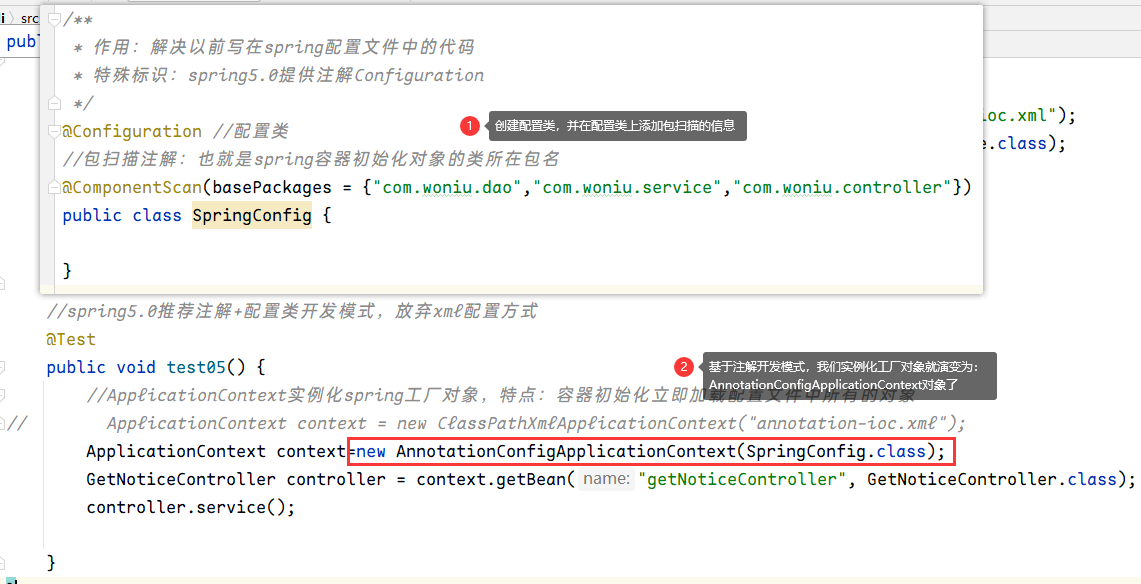 i 〉 src
/**
publ
* 作用：解决以前写在spring配置文件中的代码
* 特殊标识：spring5.0提供注解Configuration
*/
ioc.xml");
@Configuration //配置类
1 创建配置类，并在配置类上添加包扫描的信息
e.class);
//包扫描注解：也就是spring容器初始化对象的类所在包名
@ComponentScan(basePackages = {"com.woniu.dao","com.woniu.service","com.woniu.controller"})
public class SpringConfig {
}
//spring5.0推荐注解+配置类开发模式，放弃xml配置方式
@Test
public void test05() {
2 基于注解开发模式，我们实例化工厂对象就演变为：
AnnotationConfigApplicationContext对象了
//ApplicationContext实例化spring工厂对象，特点：容器初始化立即加载配置文件中所有的对象
// ApplicationContext context = new ClassPathXmlApplicationContext("annotation-ioc.xml");
ApplicationContext context=new AnnotationConfigApplicationContext(SpringConfig.class);
GetNoticeController controller = context.getBean( name: "getNoticeController", GetNoticeController.class);
controller.service();
}